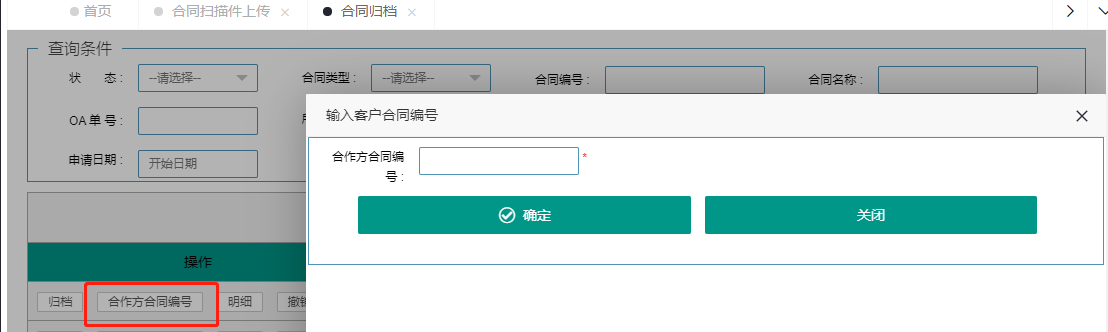 首页 合同扫描件上传 合同归档
查询条件
状 态 : --请选择-- 合同类型 : --请选择-- 合同编号 : 合同名称 :
OA 单 号 :
申请日期 : 开始日期
输入客户合同编号
合作方合同编
号 : *
确定 关闭
操作
归档 合作方合同编号 明细 撤销